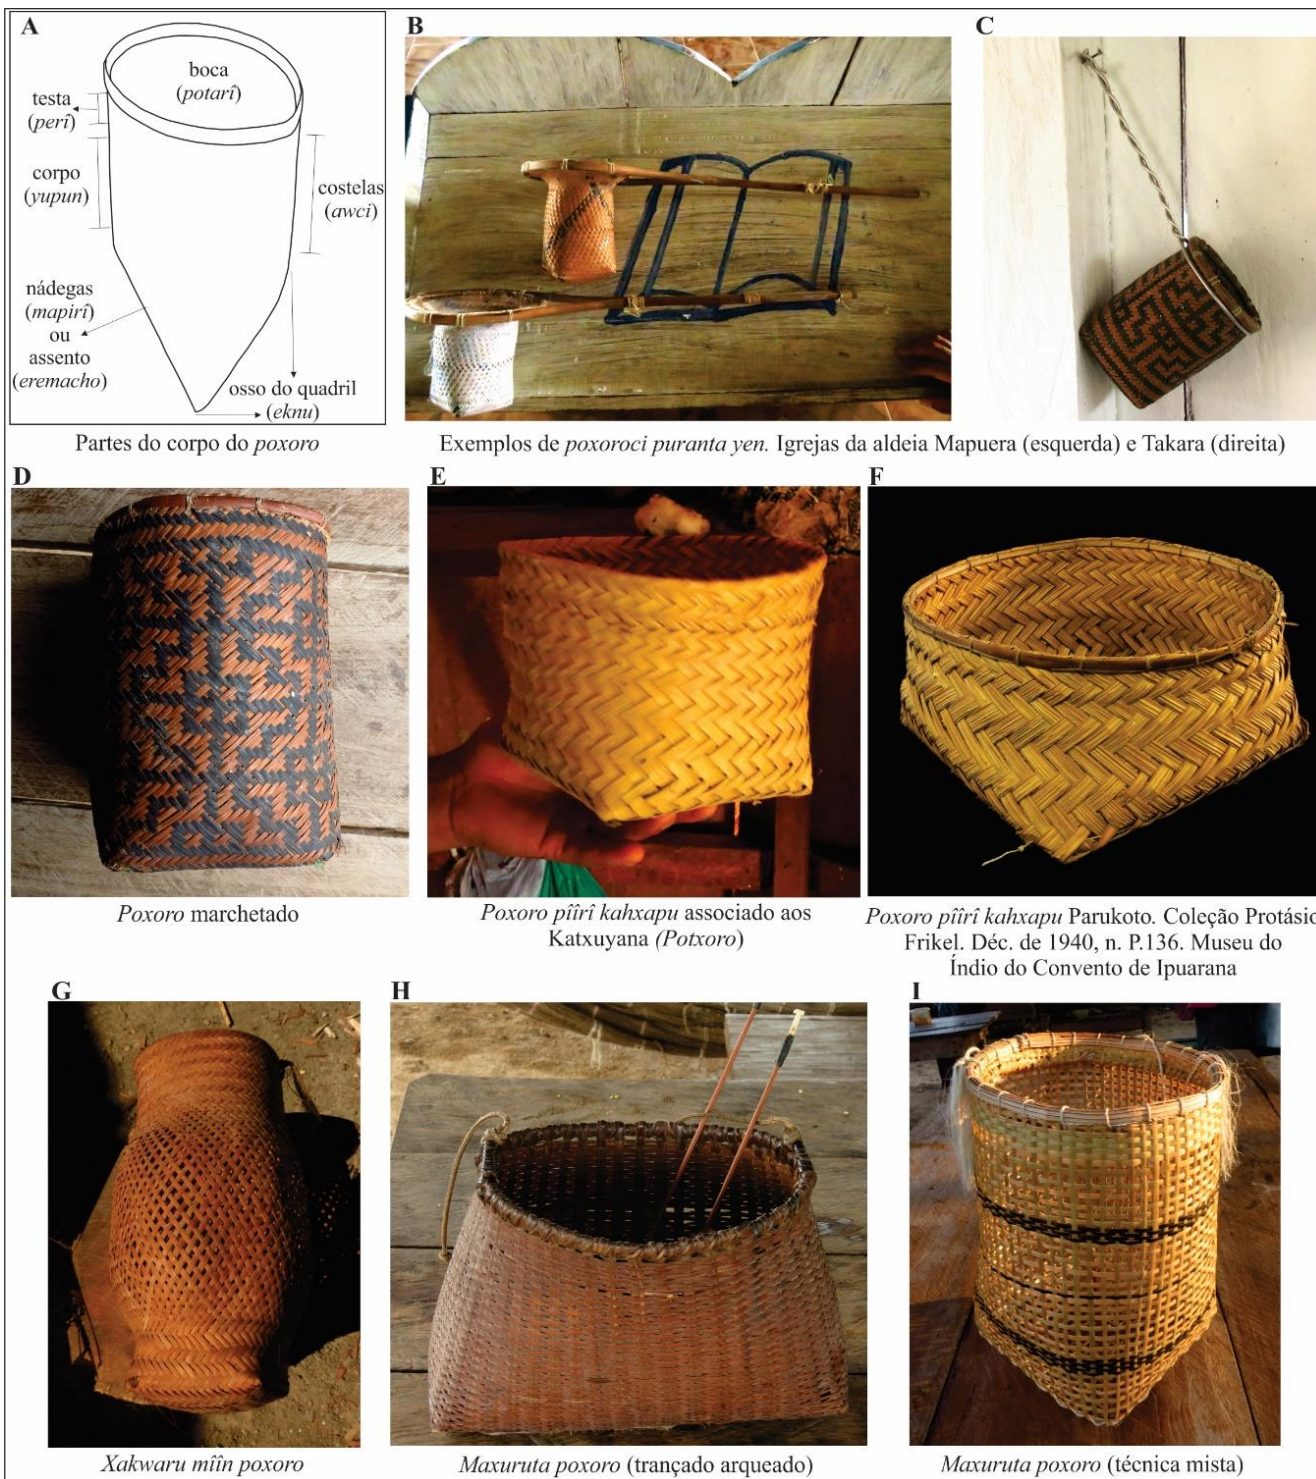 A
boca
(potarî)
testa
(perî)
corpo
(yupun)
costelas
(awci)
nádegas
(mapirî)
ou
assento
(eremacho)
osso do quadril
(eknu)
Partes do corpo do poxoro
B
C
Exemplos de poxoroci puranta yen. Igrejas da aldeia Mapuera (esquerda) e Takara (direita)
D
Poxoro marchetado
E
Poxoro pîîrî kahxapu associado aos
Katxuyana (Potxoro)
F
Poxoro pîîrî kahxapu Parukoto. Coleção Protásio
Frikel. Déc. de 1940, n. P.136. Museu do
Índio do Convento de Ipuarana
G
Xakwaru mîîn poxoro
H
Maxuruta poxoro (trançado arqueado)
I
Maxuruta poxoro (técnica mista)